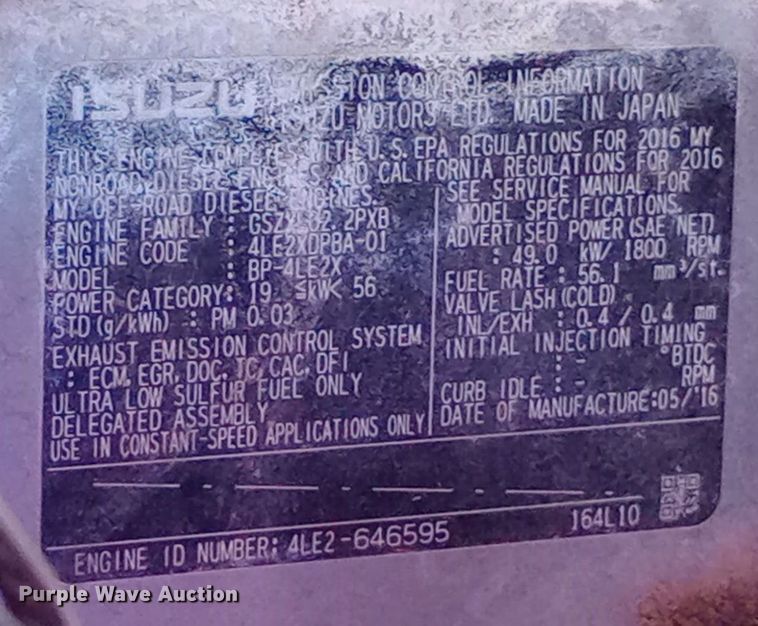 ISUZU
CONTROL INFORMATION
ISUZU MOTORS LTD. MADE IN JAPAN
THIS ENGINE COMPLIES WITH U.S. EPA REGULATIONS FOR 2016 MY
NONROAD DIESEL ENGINES AND CALIFORNIA REGULATIONS FOR 2016
MY OFF-ROAD DIESEL ENGINES.
ENGINE FAMILY : 2PXB
ENGINE CODE : 4LE2XDPBA-01
MODEL : BP-4LE2X
POWER CATEGORY: 19 ≤kW< 56
STD (g/kWh) : PM 0.03
EXHAUST EMISSION CONTROL SYSTEM
: ECM, EGR, DOC, TC, CAC, DFI
ULTRA LOW SULFUR FUEL ONLY
DELEGATED ASSEMBLY
USE IN CONSTANT-SPEED APPLICATIONS ONLY
SEE SERVICE MANUAL FOR
MODEL SPECIFICATIONS.
ADVERTISED POWER (SAE NET)
: 49.0 kW/ 1800 RPM
FUEL RATE : 56.1 mm³/st.
VALVE LASH (COLD)
INL/EXH : 0.4 / 0.4 mm
INITIAL INJECTION TIMING
: - °BTDC
CURB IDLE : - RPM
DATE OF MANUFACTURE:05/'16
164L10
ENGINE ID NUMBER: 4LE2-646595
Purple Wave Auction